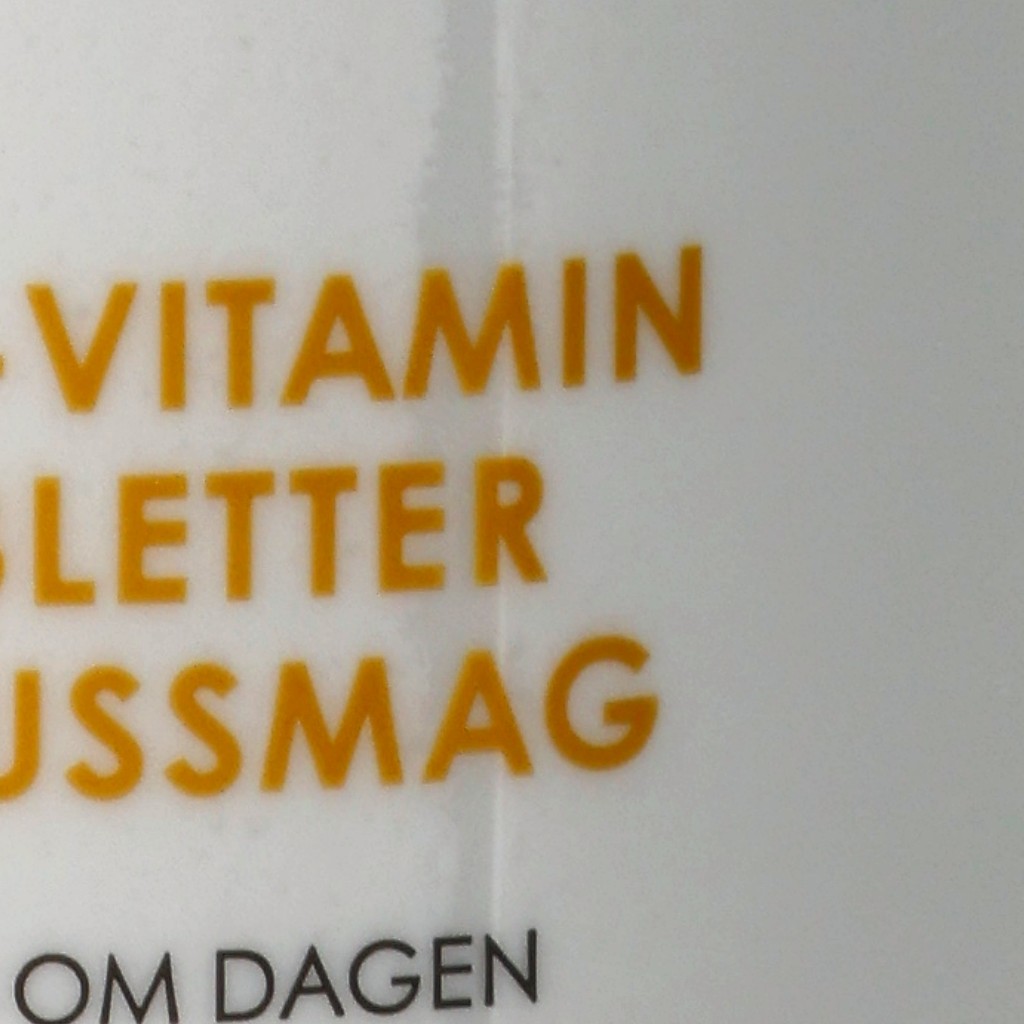 -VITAMIN
LETTER
USSMAG
OM DAGEN